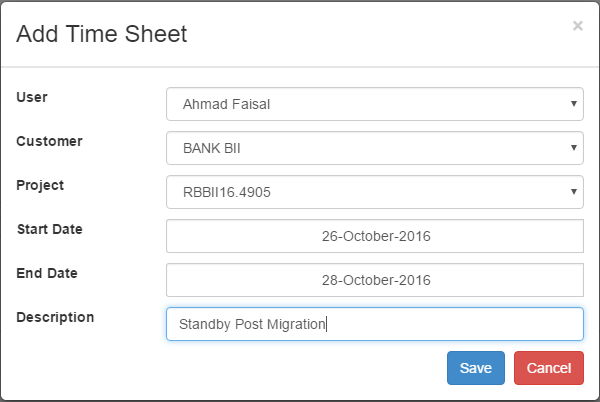 Add Time Sheet ×
User Ahmad Faisal
Customer BANK BII
Project RBBII16.4905
Start Date 26-October-2016
End Date 28-October-2016
Description Standby Post Migration
Save Cancel